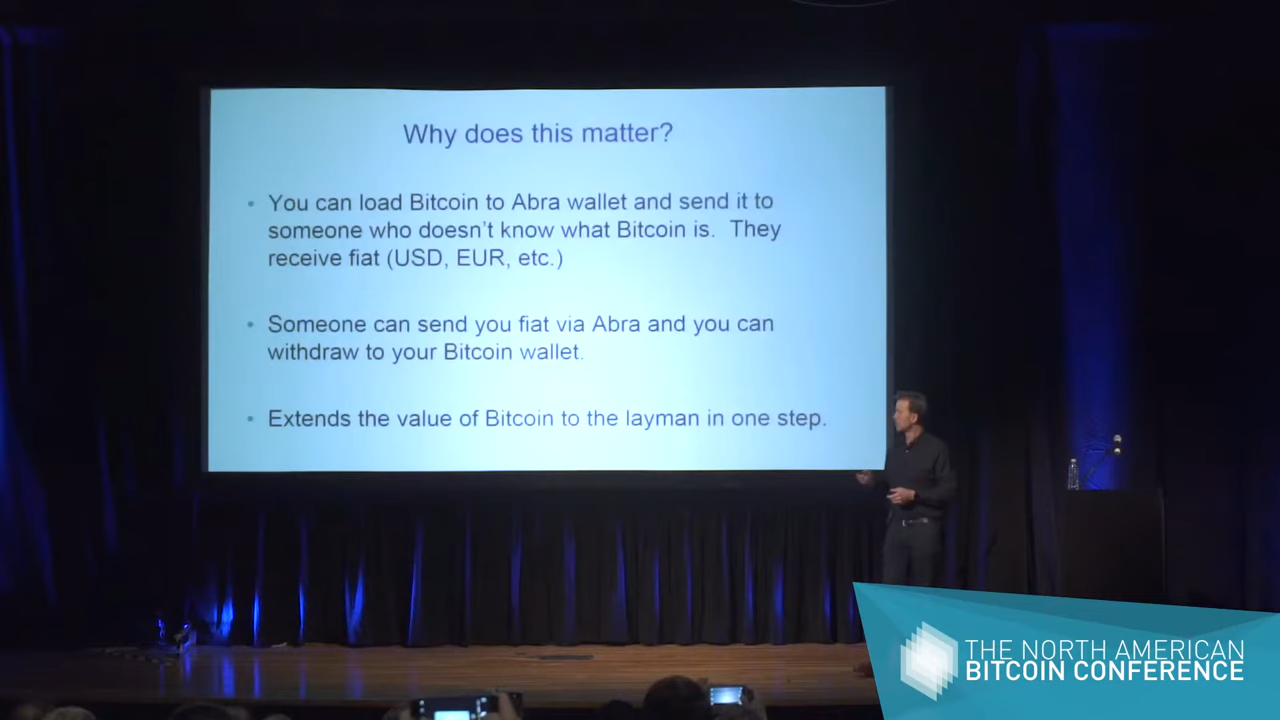 Why does this matter?
• You can load Bitcoin to Abra wallet and send it to
someone who doesn't know what Bitcoin is. They
receive fiat (USD, EUR, etc.)
• Someone can send you fiat via Abra and you can
withdraw to your Bitcoin wallet.
• Extends the value of Bitcoin to the layman in one step.
THE NORTH AMERICAN
BITCOIN CONFERENCE